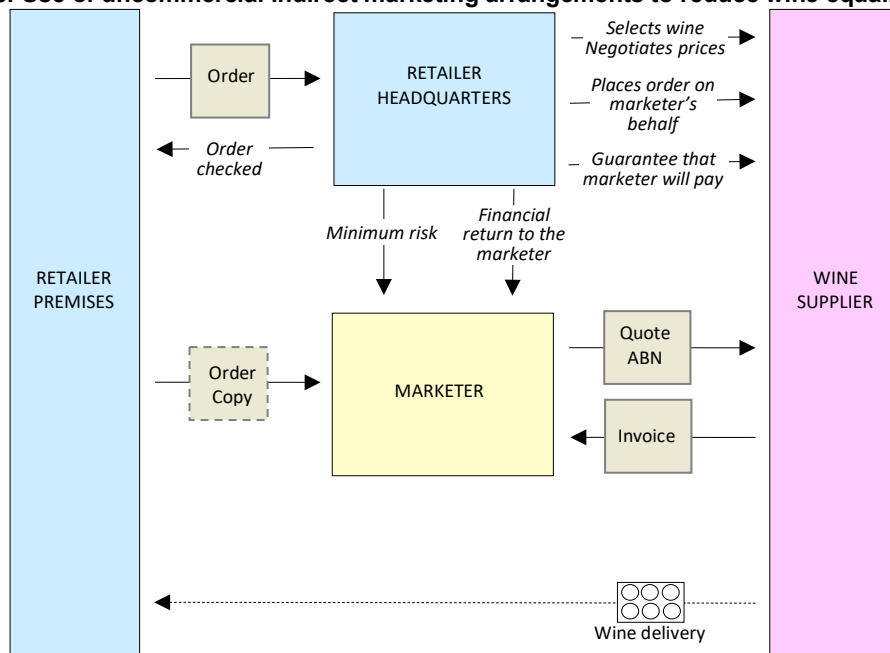 Use of uncommercial indirect marketing arrangements to reduce wine equali
Order
RETAILER
HEADQUARTERS
Selects wine
Negotiates prices
Places order on
marketer's
behalf
Order
checked
Guarantee that
marketer will pay
Minimum risk
Financial
return to the
marketer
RETAILER
PREMISES
WINE
SUPPLIER
Quote
ABN
Order
Copy
MARKETER
Invoice
Wine delivery